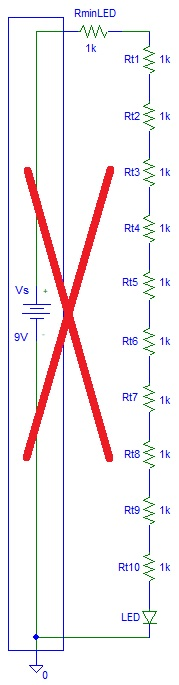 RminLED
1k
Rt1 1k
Rt2 1k
Rt3 1k
Rt4 1k
Rt5 1k
Vs +
Rt6 1k
9V -
Rt7 1k
Rt8 1k
Rt9 1k
Rt10 1k
LED
0